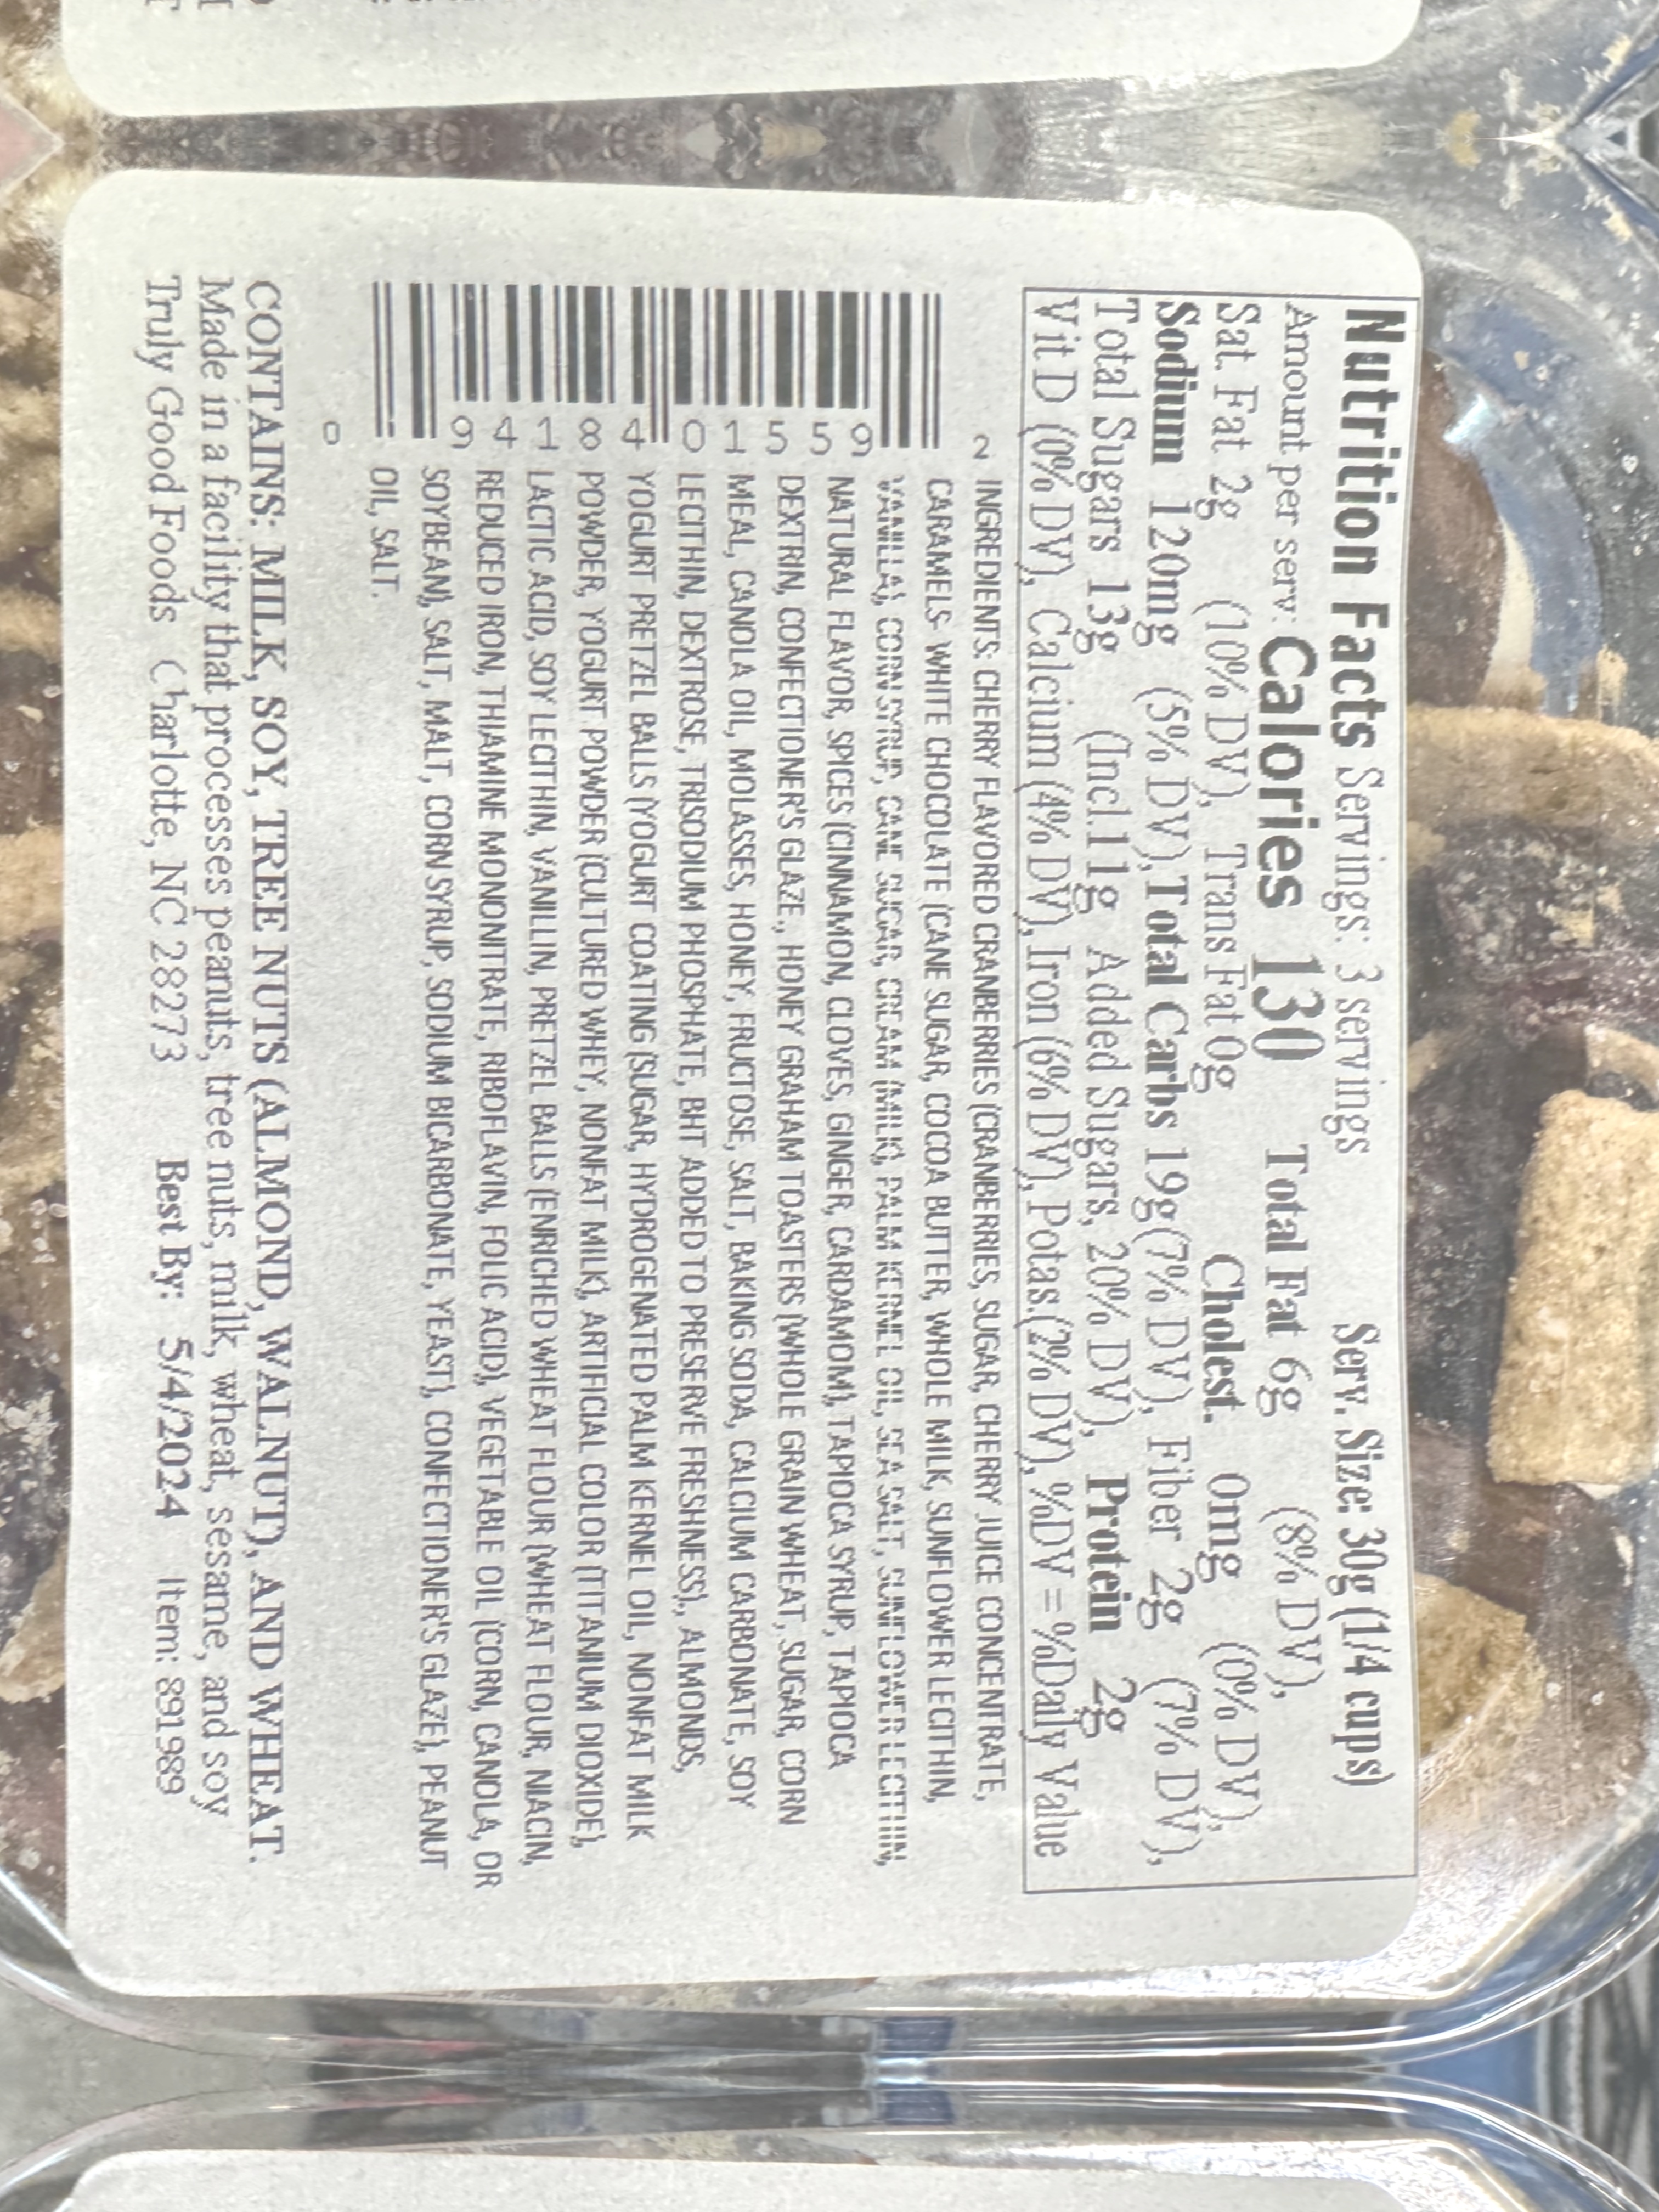 Nutrition Facts Servings: 3 servings Serv. Size: 30g (1/4 cups)
Amount per serv: Calories 130 Total Fat 6g (8% DV),
Sat. Fat 2g (10% DV), Trans Fat 0g Cholest. 0mg (0% DV),
Sodium 120mg (5% DV), Total Carbs 19g (7% DV), Fiber 2g (7% DV),
Total Sugars 13g (Incl.11g Added Sugars, 20% DV), Protein 2g
Vit D (0% DV), Calcium (4% DV), Iron (6% DV), Potas.(2% DV), %DV = %Daily Value
INGREDIENTS: CHERRY FLAVORED CRANBERRIES (CRANBERRIES, SUGAR, CHERRY JUICE CONCENTRATE,
CARAMELS- WHITE CHOCOLATE (CANE SUGAR, COCOA BUTTER, WHOLE MILK, SUNFLOWER LECITHIN,
VANILLA), CORN SYRUP, CANE SUGAR, CREAM (MILK), PALM KERNEL OIL, SEA SALT, SUNFLOWER LECITHIN,
NATURAL FLAVOR, SPICES (CINNAMON, CLOVES, GINGER, CARDAMOM), TAPIOCA SYRUP, TAPIOCA
DEXTRIN, CONFECTIONER'S GLAZE., HONEY GRAHAM TOASTERS (WHOLE GRAIN WHEAT, SUGAR, CORN
MEAL, CANOLA OIL, MOLASSES, HONEY, FRUCTOSE, SALT, BAKING SODA, CALCIUM CARBONATE, SOY
LECITHIN, DEXTROSE, TRISODIUM PHOSPHATE, BHT ADDED TO PRESERVE FRESHNESS)., ALMONDS,
YOGURT PRETZEL BALLS (YOGURT COATING (SUGAR, HYDROGENATED PALM KERNEL OIL, NONFAT MILK
POWDER, YOGURT POWDER (CULTURED WHEY, NONFAT MILK), ARTIFICIAL COLOR (TITANIUM DIOXIDE),
LACTIC ACID, SOY LECITHIN, VANILLIN, PRETZEL BALLS (ENRICHED WHEAT FLOUR (WHEAT FLOUR, NIACIN,
REDUCED IRON, THIAMINE MONONITRATE, RIBOFLAVIN, FOLIC ACID), VEGETABLE OIL (CORN, CANOLA, OR
SOYBEAN), SALT, MALT, CORN SYRUP, SODIUM BICARBONATE, YEAST), CONFECTIONER'S GLAZE), PEANUT
OIL, SALT.
2 9 5 5 1 0 4 8 1 4 9 0
CONTAINS: MILK, SOY, TREE NUTS (ALMOND, WALNUT), AND WHEAT.
Made in a facility that processes peanuts, tree nuts, milk, wheat, sesame, and soy
Truly Good Foods Charlotte, NC 28273 Best By: 5/4/2024 Item: 891989